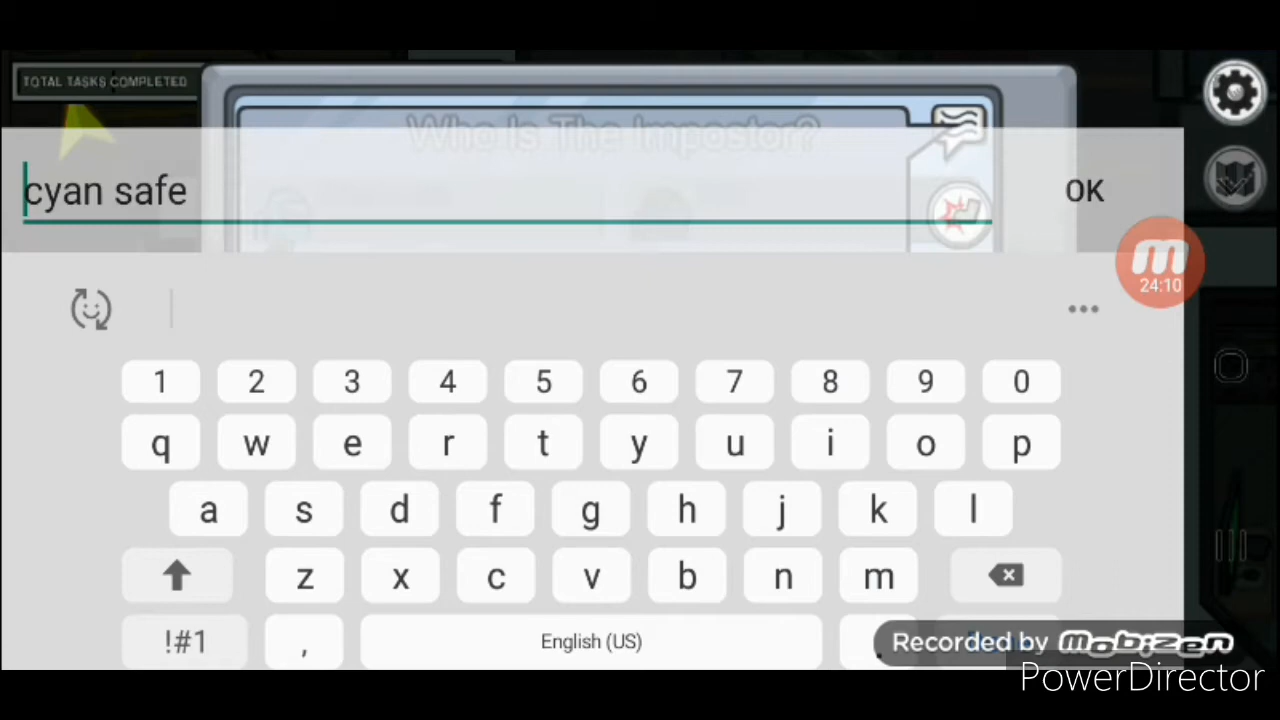 TOTAL TASKS COMPLETED
Who Is The Impostor?
cyan safe
OK
24:10
1 2 3 4 5 6 7 8 9 0
q w e r t y u i o p
a s d f g h j k l
z x c v b n m
!#1 , English (US) .
Recorded by Mobizen
PowerDirector